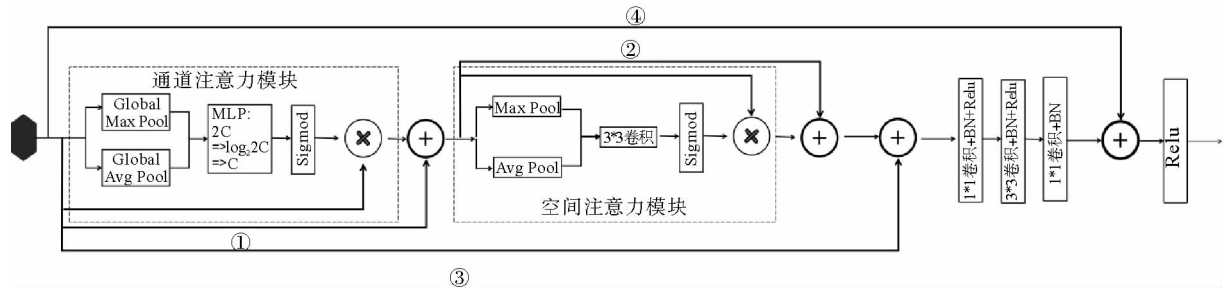 ④
②
通道注意力模块
Global
Max Pool
Global
Avg Pool
MLP:
2C
=>log₂2C
=>C
Sigmod
Max Pool
Avg Pool
3*3卷积
Sigmod
空间注意力模块
1*1卷积+BN+Relu
3*3卷积+BN+Relu
1*1卷积+BN
Relu
①
③